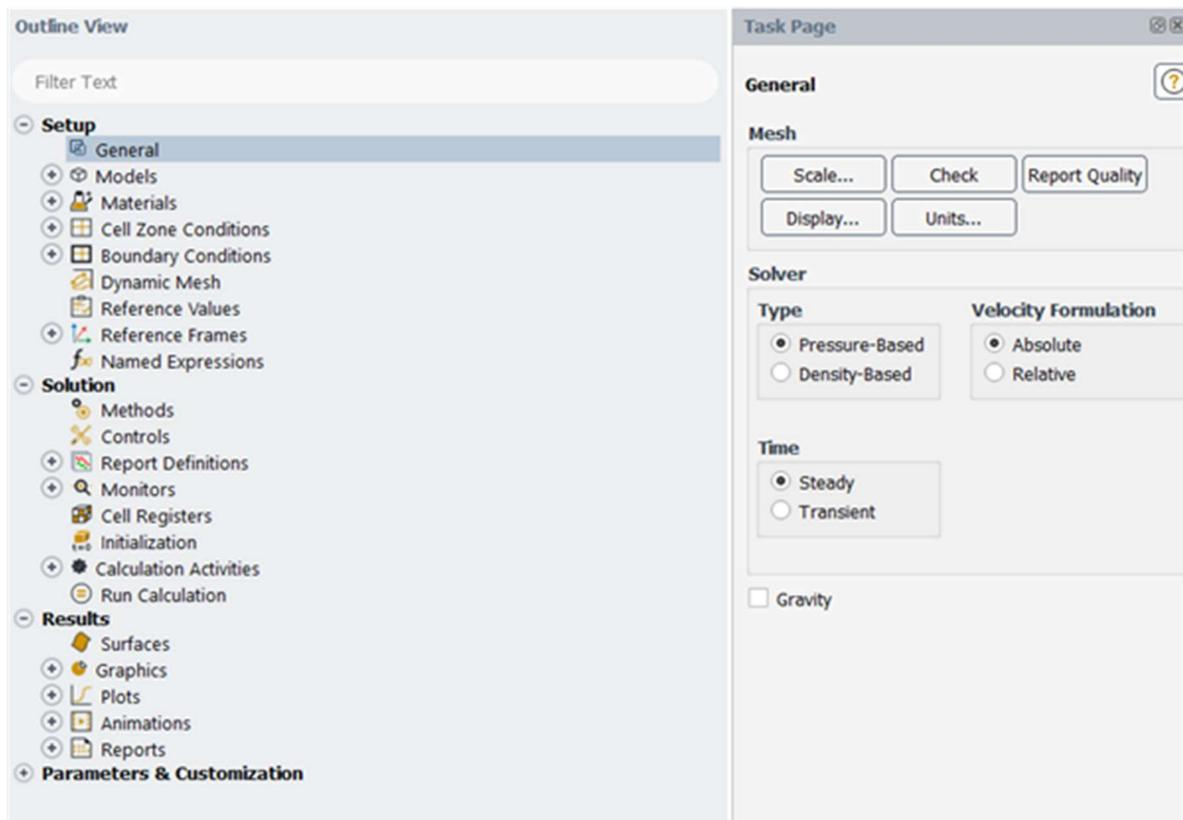 Outline View
Filter Text
Setup
General
Models
Materials
Cell Zone Conditions
Boundary Conditions
Dynamic Mesh
Reference Values
Reference Frames
Named Expressions
Solution
Methods
Controls
Report Definitions
Monitors
Cell Registers
Initialization
Calculation Activities
Run Calculation
Results
Surfaces
Graphics
Plots
Animations
Reports
Parameters & Customization
Task Page
General
Mesh
Scale... Check Report Quality
Display... Units...
Solver
Type Velocity Formulation
Pressure-Based Absolute
Density-Based Relative
Time
Steady
Transient
Gravity